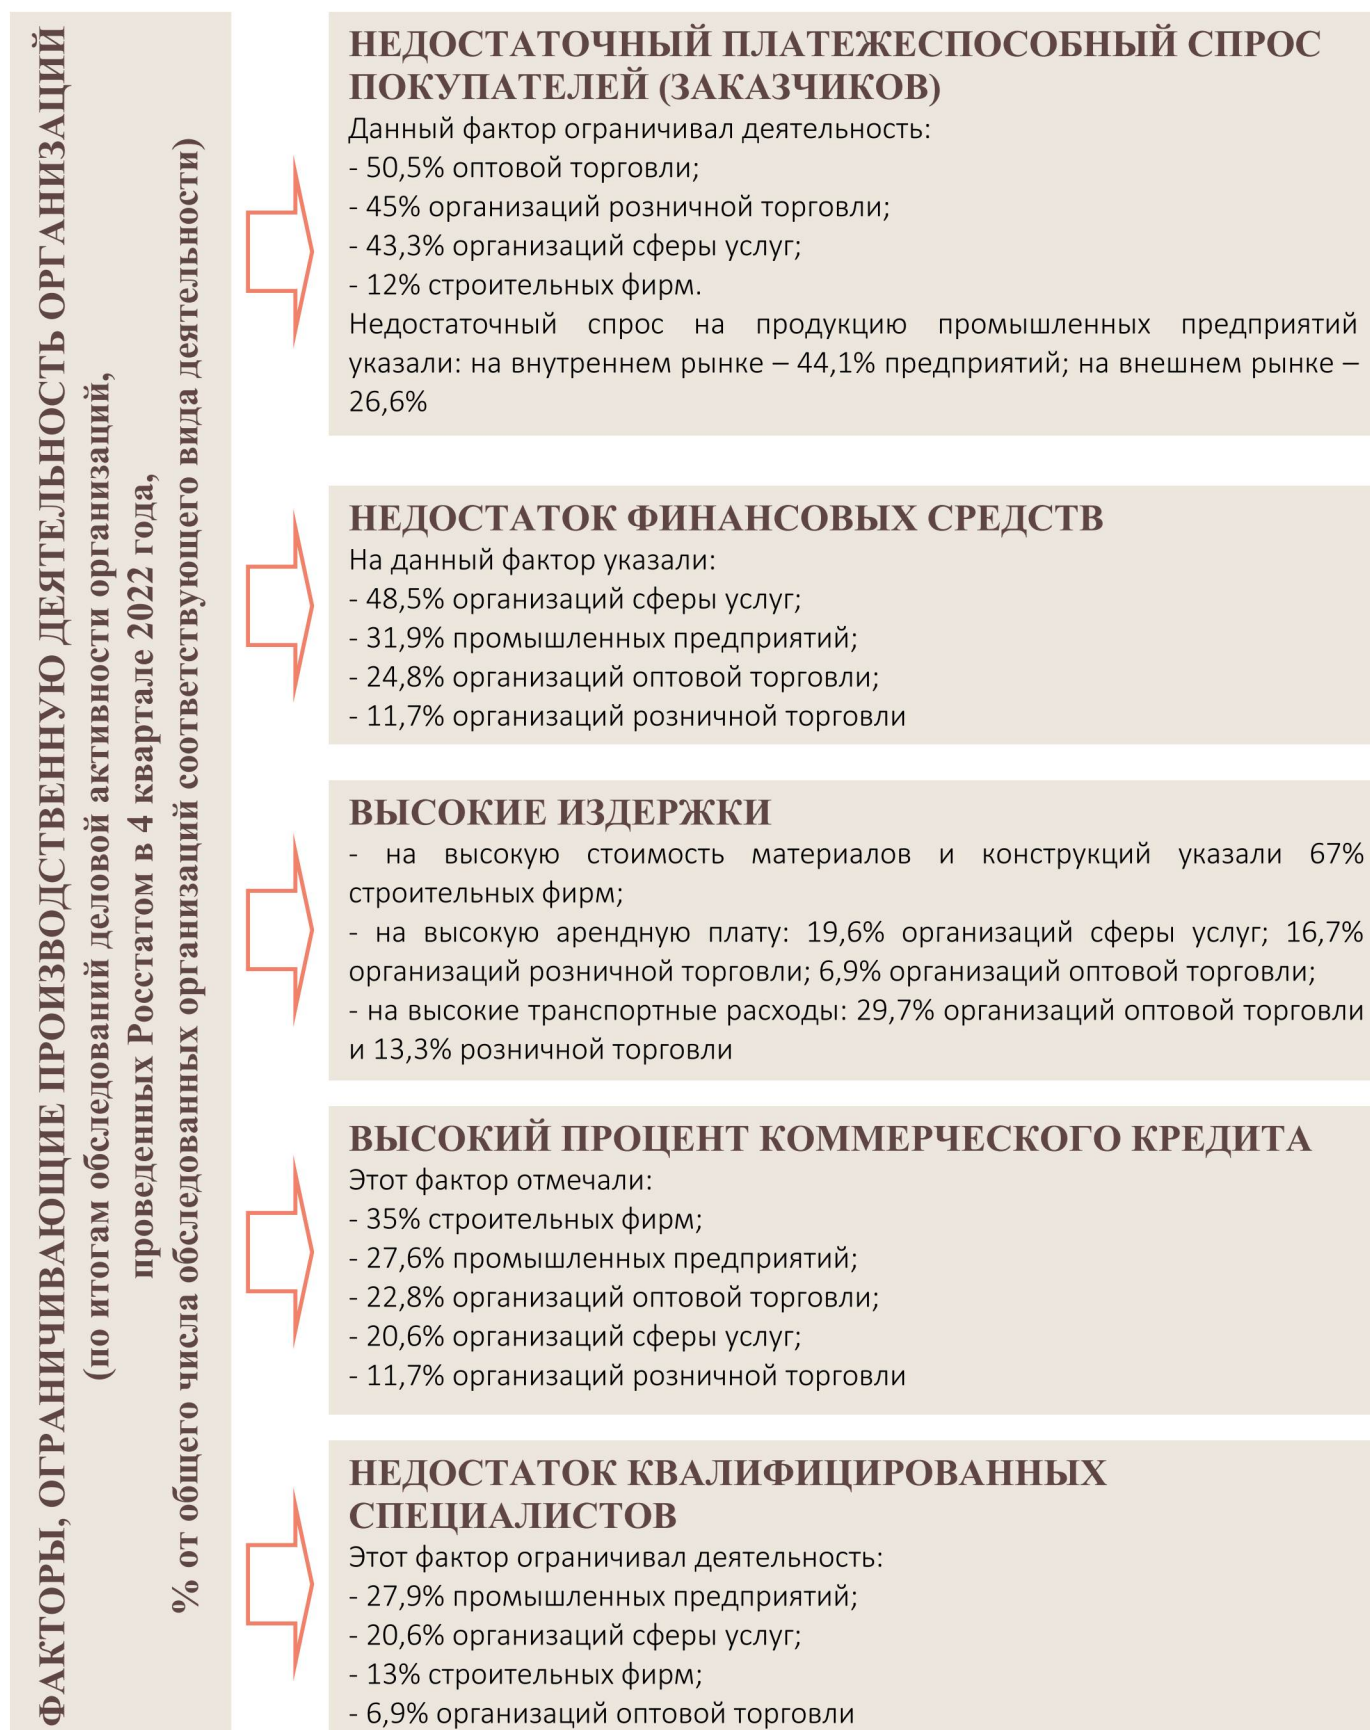 ФАКТОРЫ, ОГРАНИЧИВАЮЩИЕ ПРОИЗВОДСТВЕННУЮ ДЕЯТЕЛЬНОСТЬ ОРГАНИЗАЦИЙ
(по итогам обследований деловой активности организаций,
проведенных Росстатом в 4 квартале 2022 года,
% от общего числа обследованных организаций соответствующего вида деятельности)
НЕДОСТАТОЧНЫЙ ПЛАТЕЖЕСПОСОБНЫЙ СПРОС
ПОКУПАТЕЛЕЙ (ЗАКАЗЧИКОВ)
Данный фактор ограничивал деятельность:
- 50,5% оптовой торговли;
- 45% организаций розничной торговли;
- 43,3% организаций сферы услуг;
- 12% строительных фирм.
Недостаточный спрос на продукцию промышленных предприятий
указали: на внутреннем рынке – 44,1% предприятий; на внешнем рынке –
26,6%
НЕДОСТАТОК ФИНАНСОВЫХ СРЕДСТВ
На данный фактор указали:
- 48,5% организаций сферы услуг;
- 31,9% промышленных предприятий;
- 24,8% организаций оптовой торговли;
- 11,7% организаций розничной торговли
ВЫСОКИЕ ИЗДЕРЖКИ
- на высокую стоимость материалов и конструкций указали 67%
строительных фирм;
- на высокую арендную плату: 19,6% организаций сферы услуг; 16,7%
организаций розничной торговли; 6,9% организаций оптовой торговли;
- на высокие транспортные расходы: 29,7% организаций оптовой торговли
и 13,3% розничной торговли
ВЫСОКИЙ ПРОЦЕНТ КОММЕРЧЕСКОГО КРЕДИТА
Этот фактор отмечали:
- 35% строительных фирм;
- 27,6% промышленных предприятий;
- 22,8% организаций оптовой торговли;
- 20,6% организаций сферы услуг;
- 11,7% организаций розничной торговли
НЕДОСТАТОК КВАЛИФИЦИРОВАННЫХ
СПЕЦИАЛИСТОВ
Этот фактор ограничивал деятельность:
- 27,9% промышленных предприятий;
- 20,6% организаций сферы услуг;
- 13% строительных фирм;
- 6,9% организаций оптовой торговли